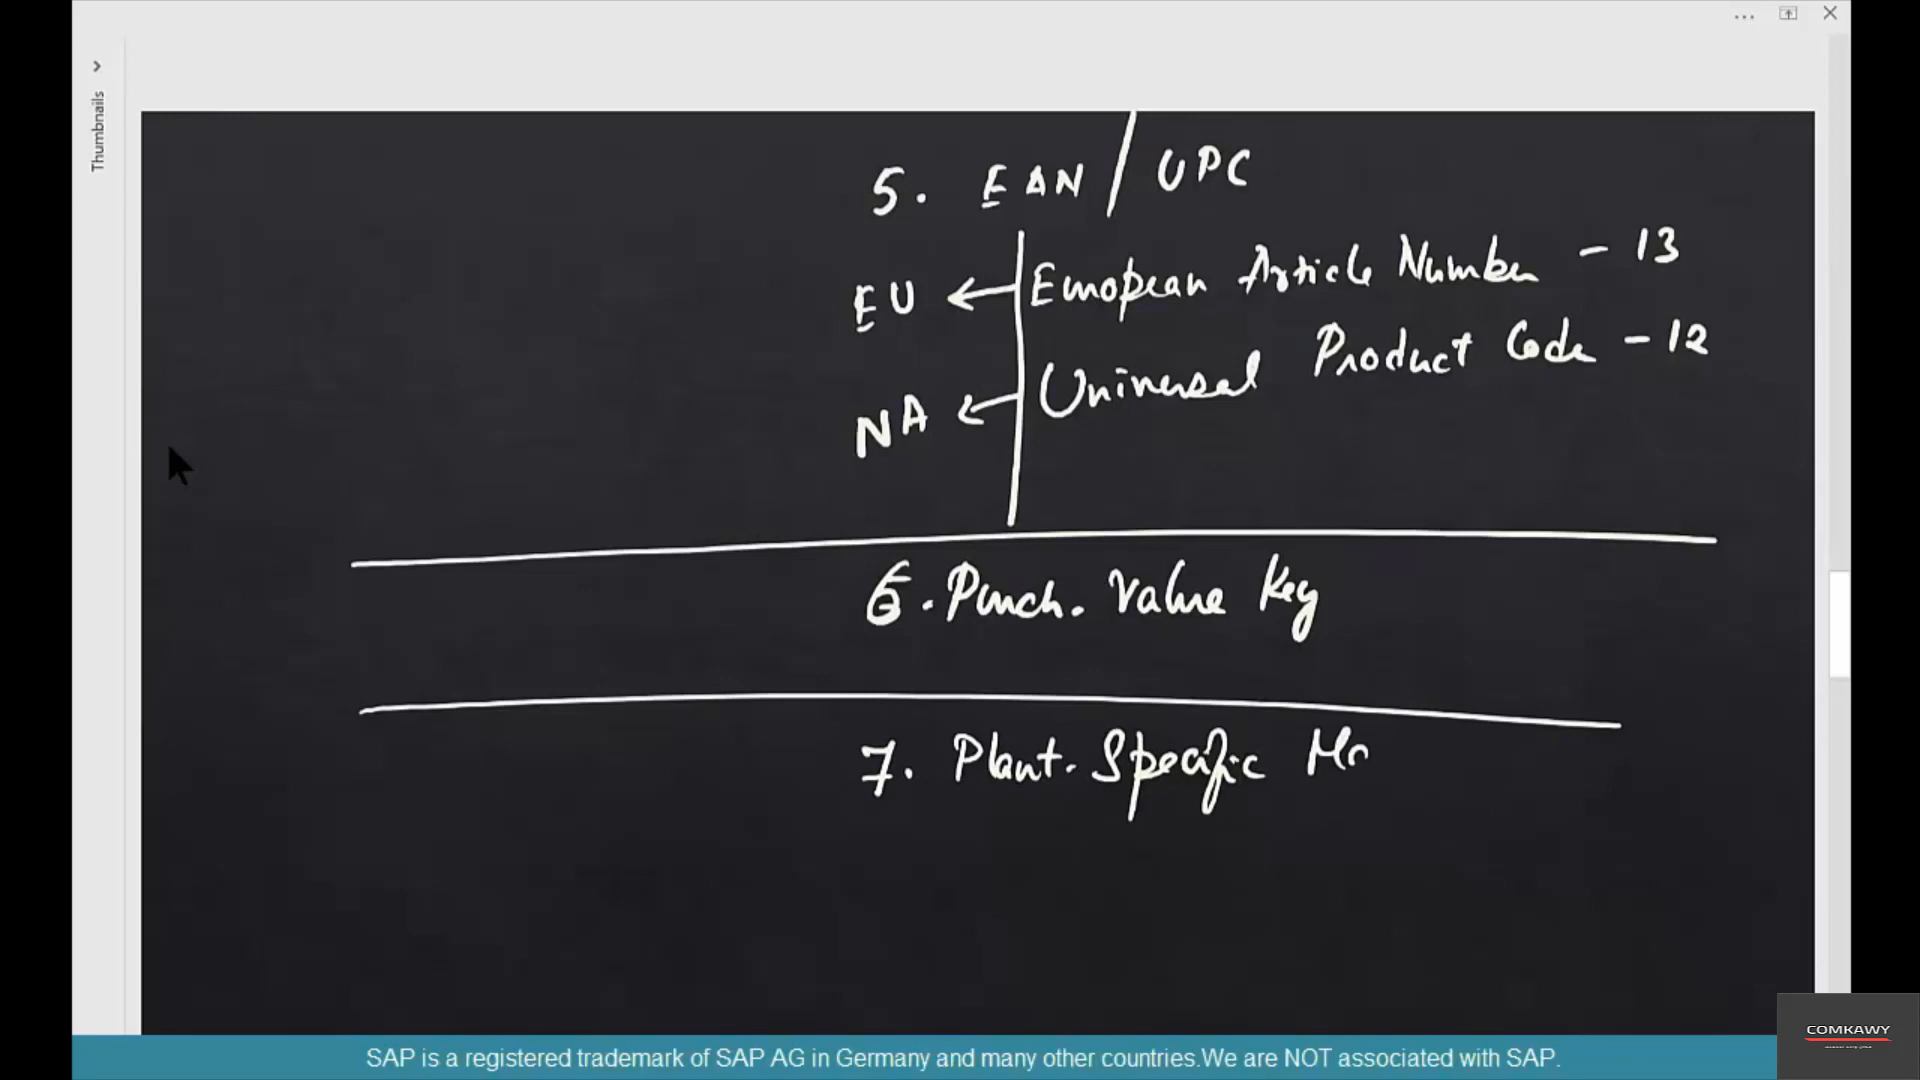 Thumbnails
5. EAN / UPC
EU ← European Article Number - 13
NA ← Universal Product Code - 12
6. Purch. Value Key
7. Plant. Specific
SAP is a registered trademark of SAP AG in Germany and many other countries.We are NOT associated with SAP.
COMKAWY